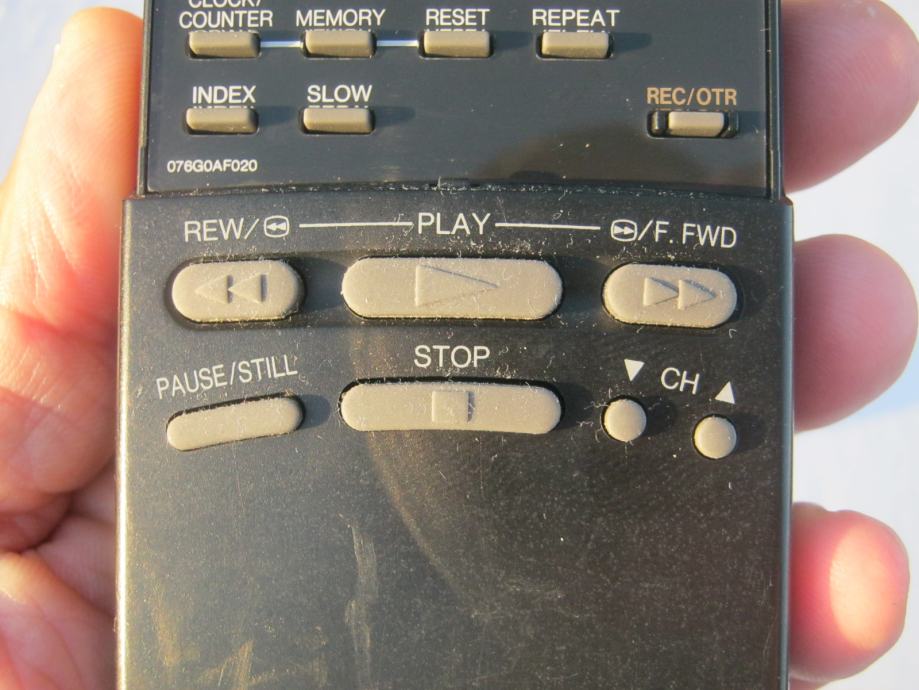 CLOCK/
COUNTER MEMORY RESET REPEAT
INDEX SLOW REC/OTR
076G0AF020
REW/ PLAY /F. FWD
PAUSE/STILL STOP ▼ CH ▲